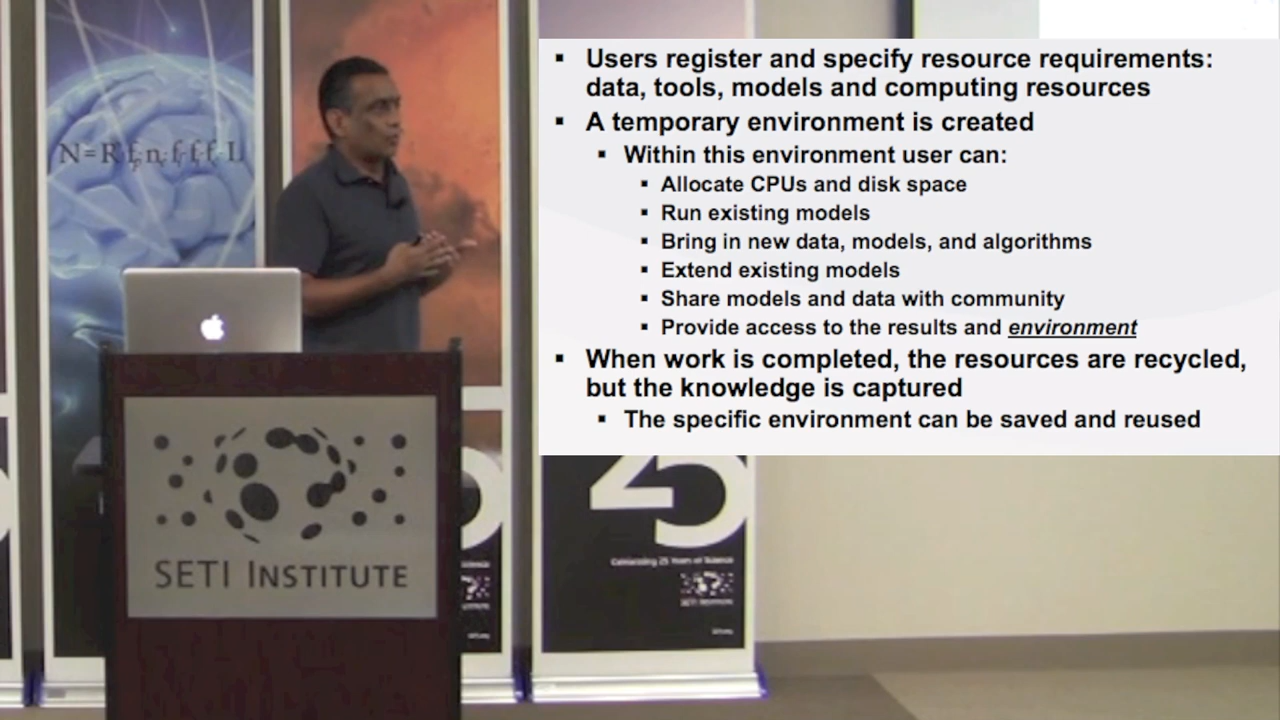 ▪ Users register and specify resource requirements:
data, tools, models and computing resources
▪ A temporary environment is created
▪ Within this environment user can:
▪ Allocate CPUs and disk space
▪ Run existing models
▪ Bring in new data, models, and algorithms
▪ Extend existing models
▪ Share models and data with community
▪ Provide access to the results and environment
▪ When work is completed, the resources are recycled,
but the knowledge is captured
▪ The specific environment can be saved and reused
SETI INSTITUTE
25
Celebrating 25 Years of Science
SETI INSTITUTE